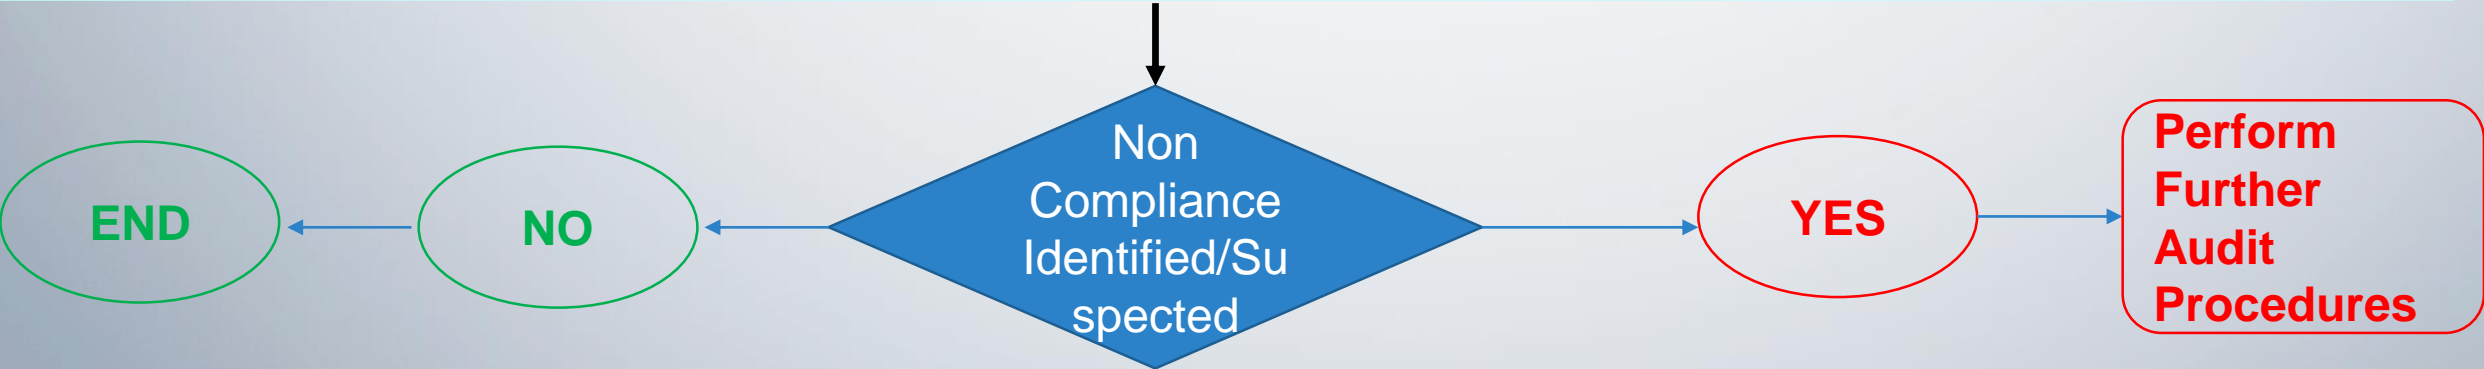 END
NO
Non
Compliance
Identified/Su
spected
YES
Perform
Further
Audit
Procedures